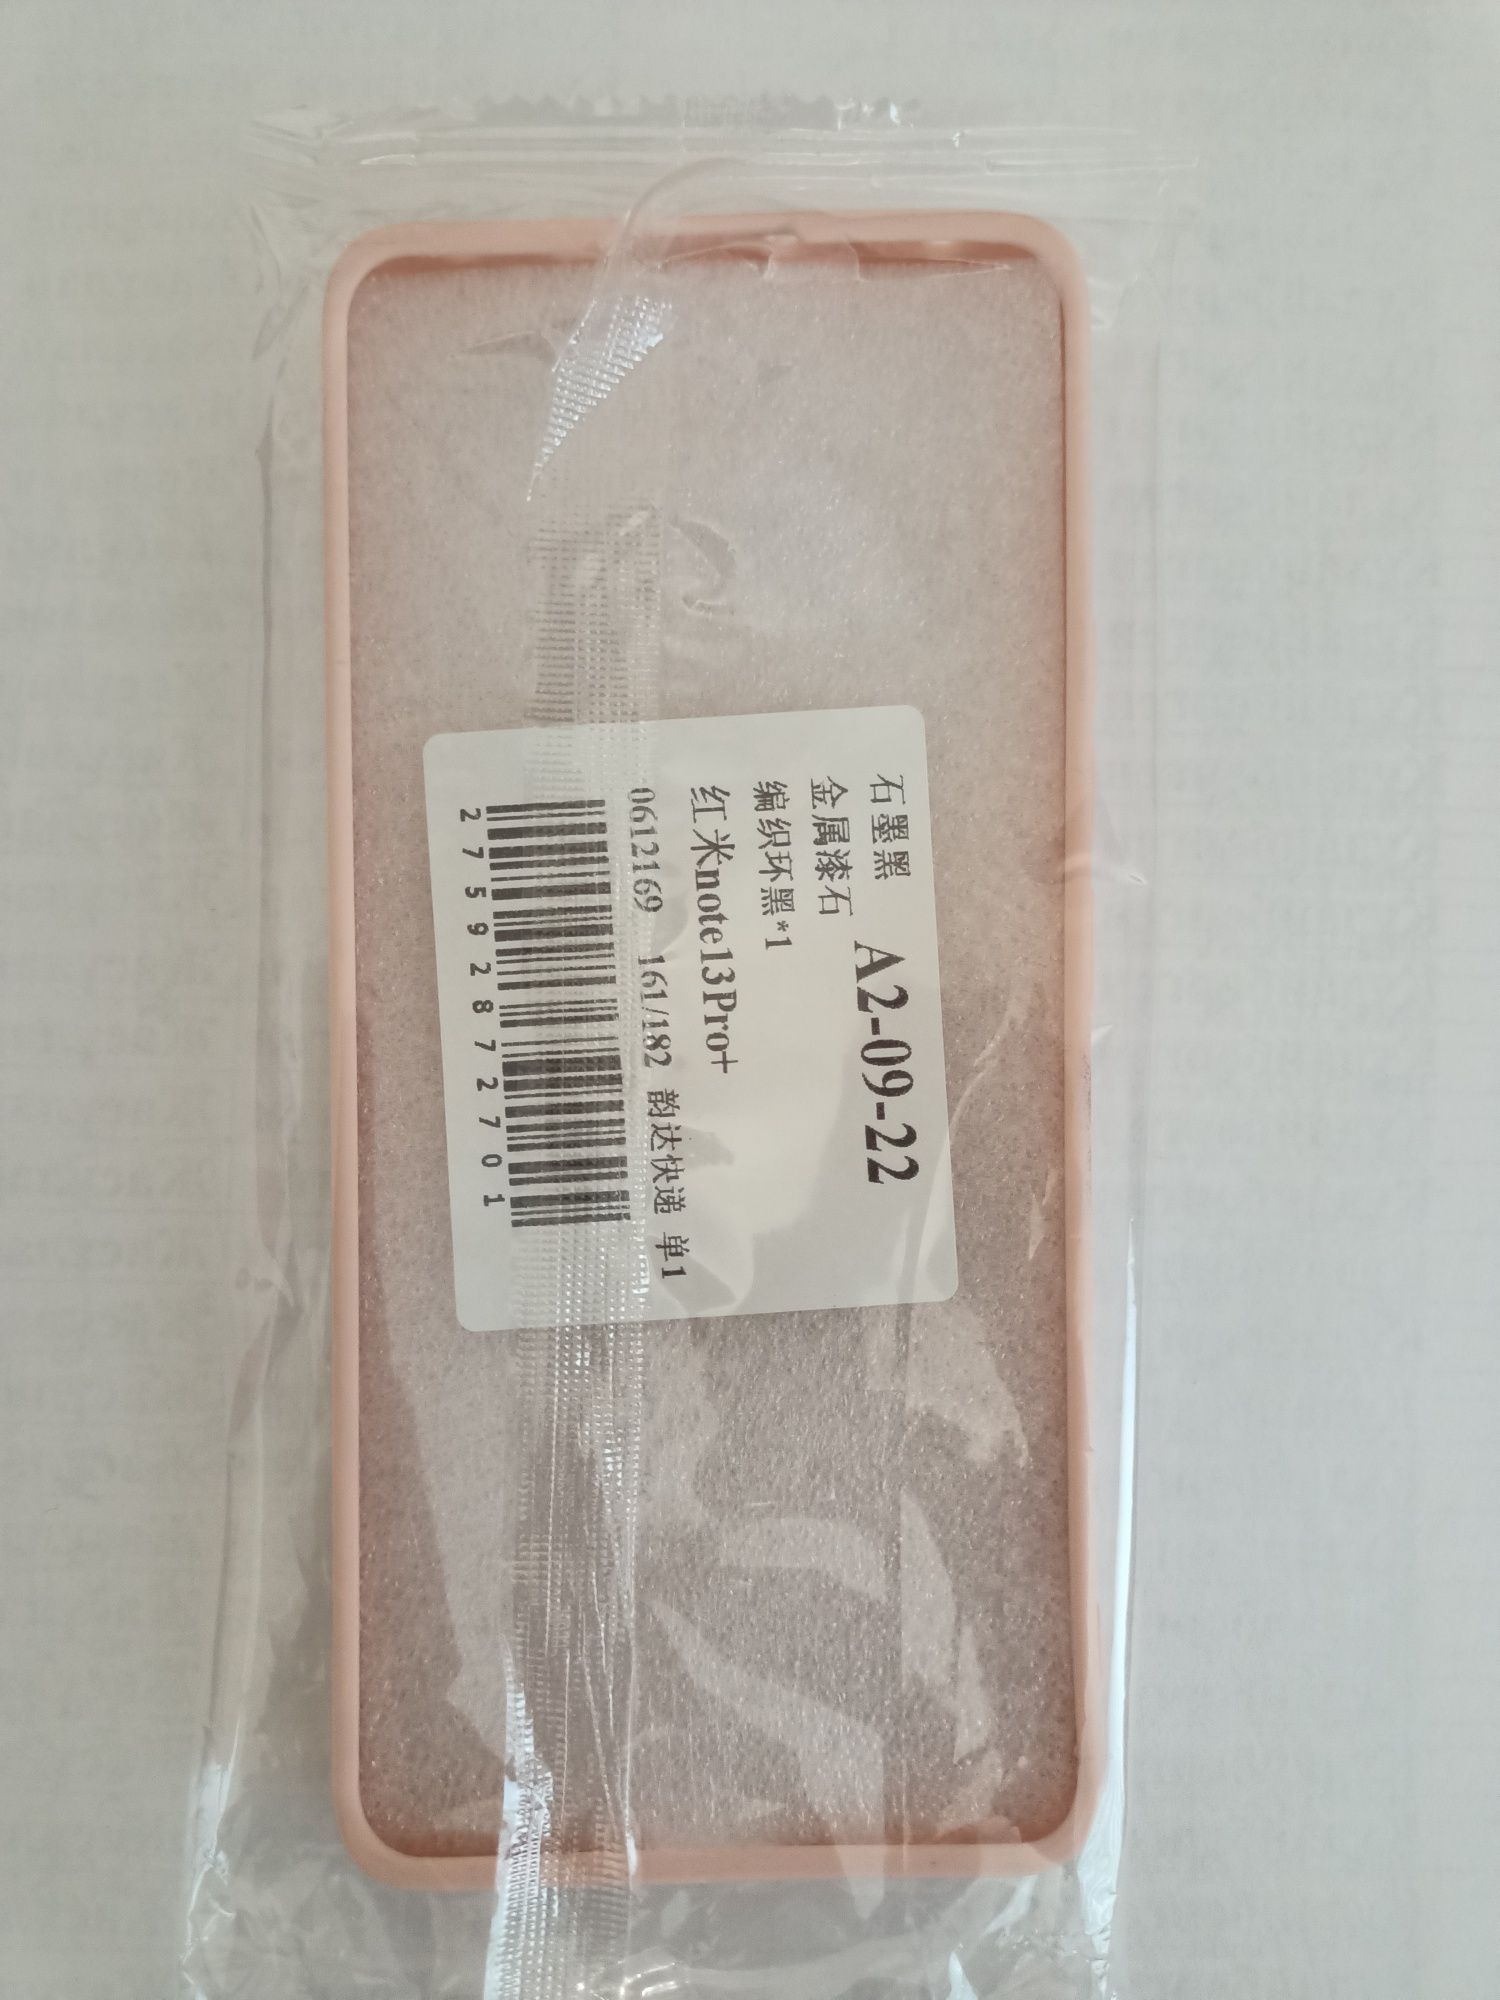 石墨黑
金属漆石
A2-09-22
编织环黑*1
红米note13Pro+
0612169 161/182 韵达快递 单1
27592872701